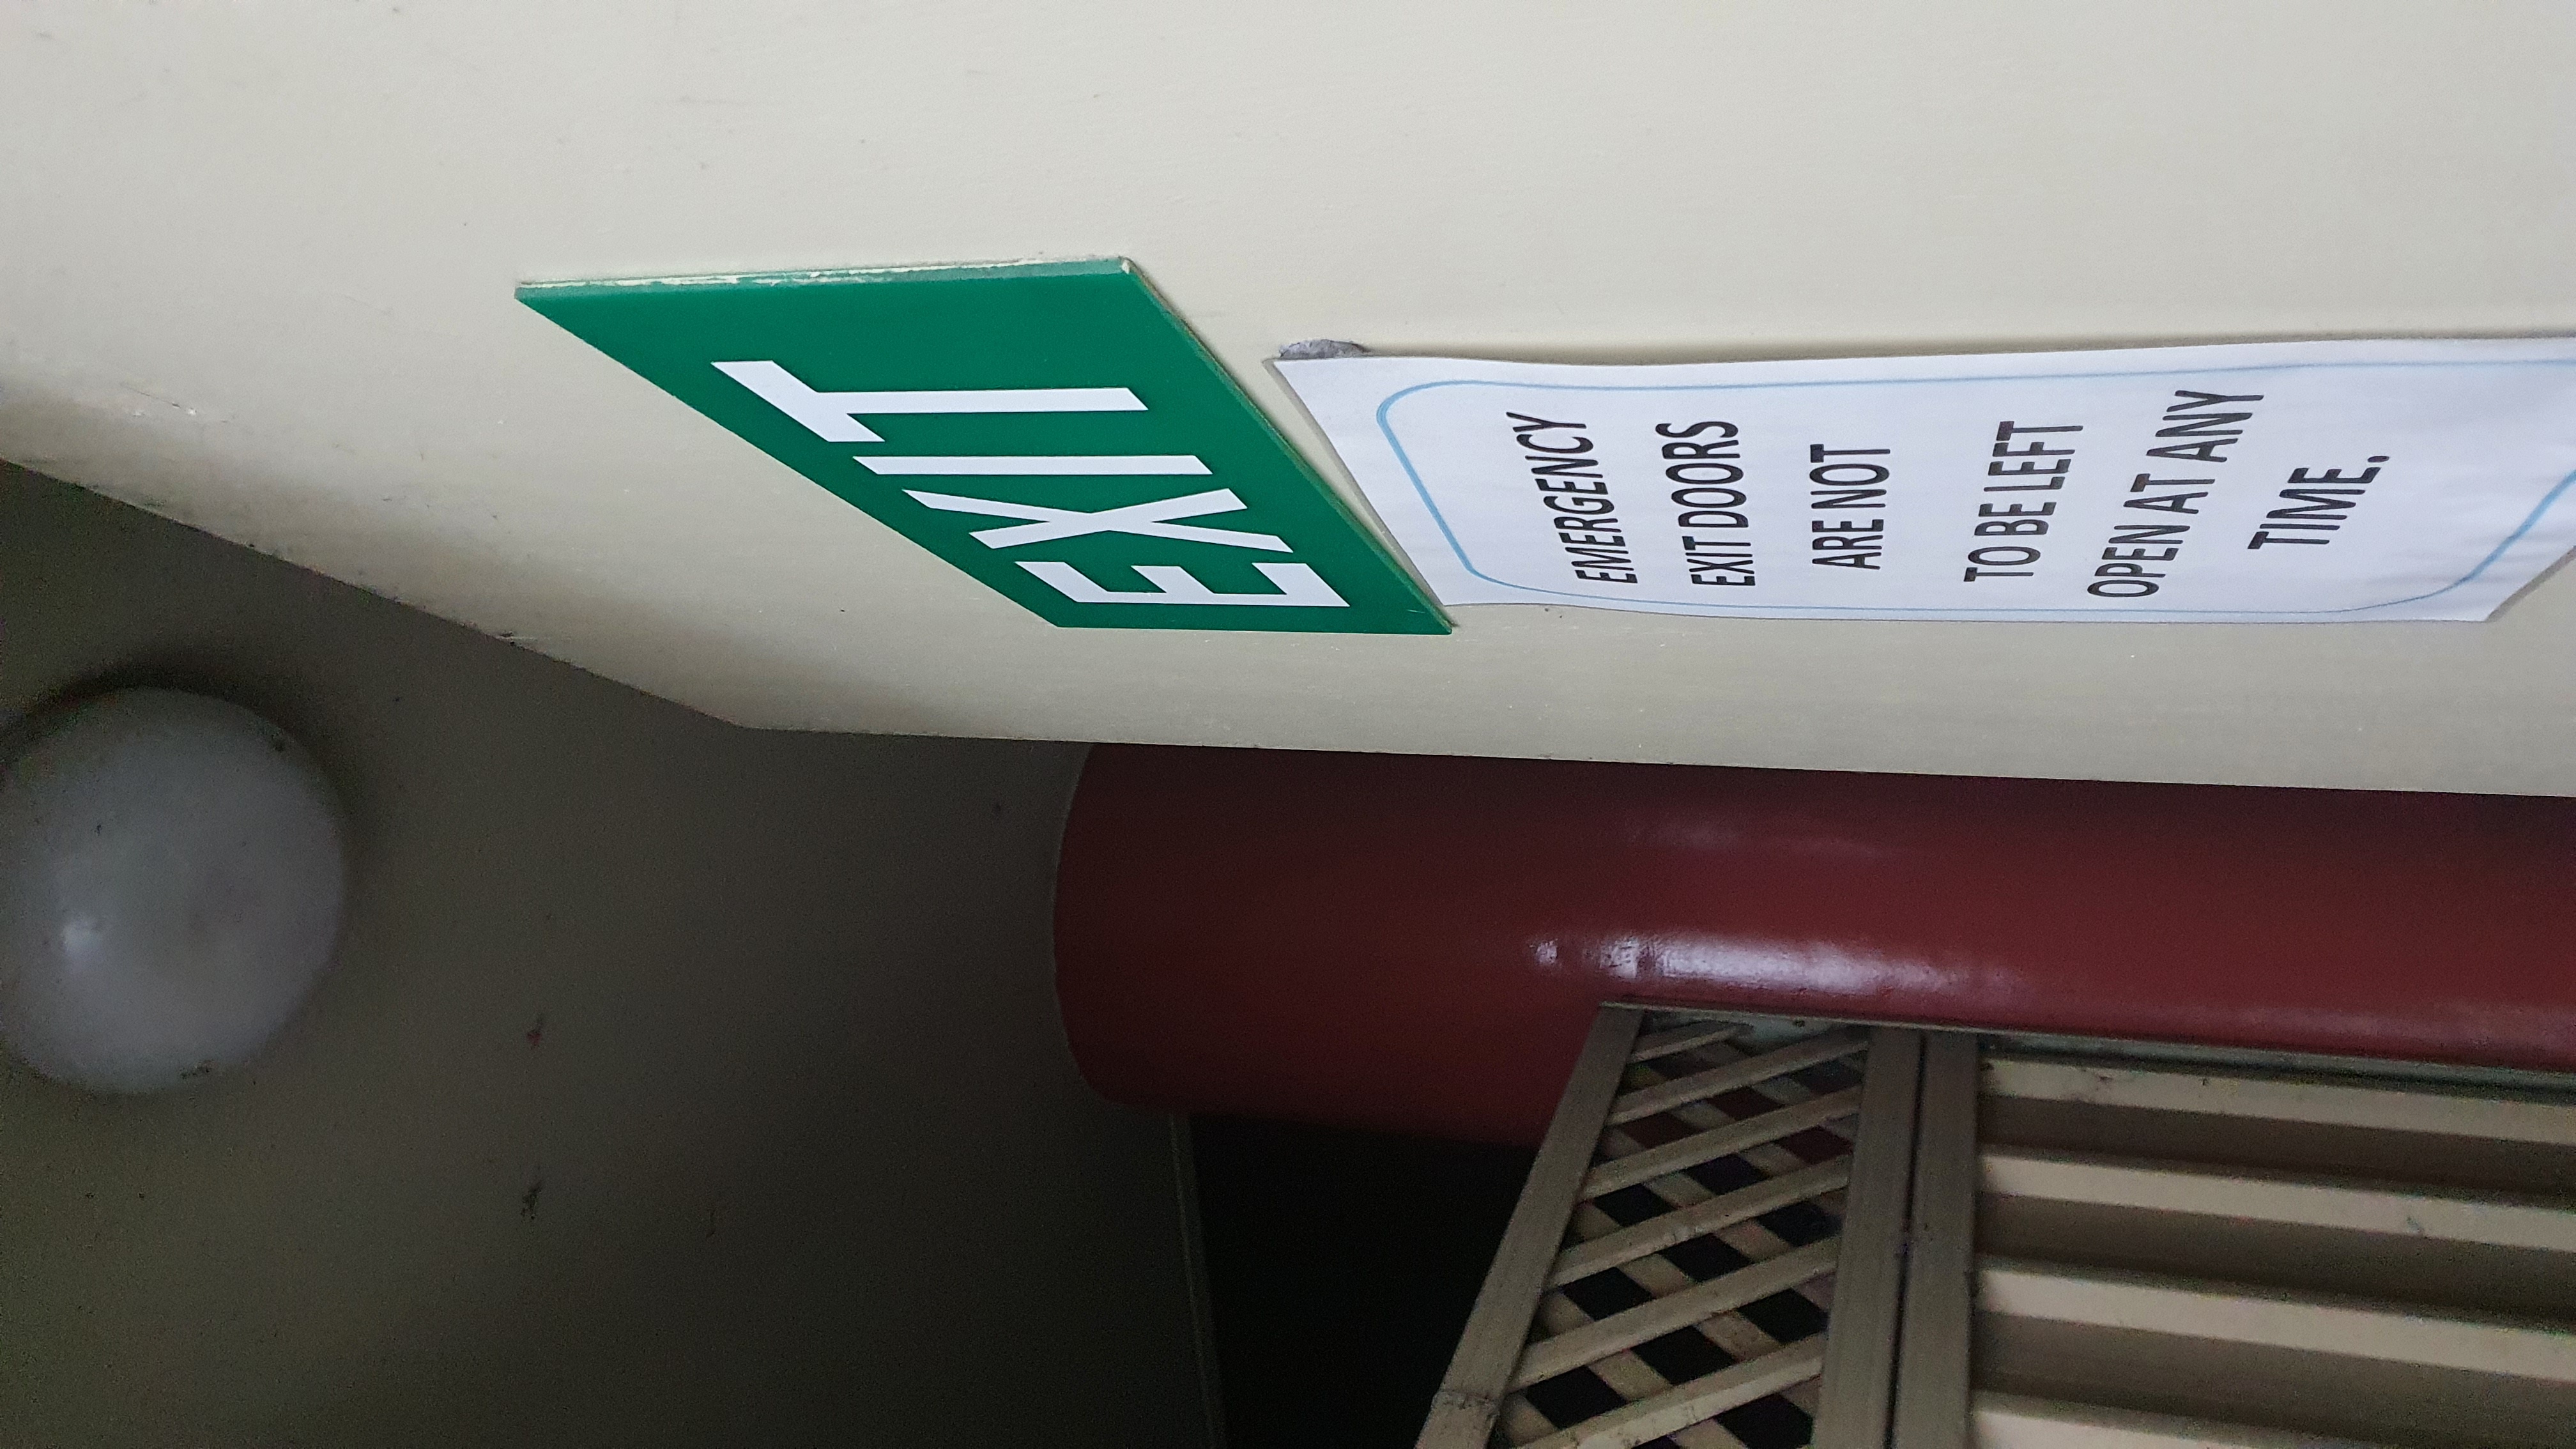 EXIT
EMERGENCY
EXIT DOORS
ARE NOT
TO BE LEFT
OPEN AT ANY
TIME.